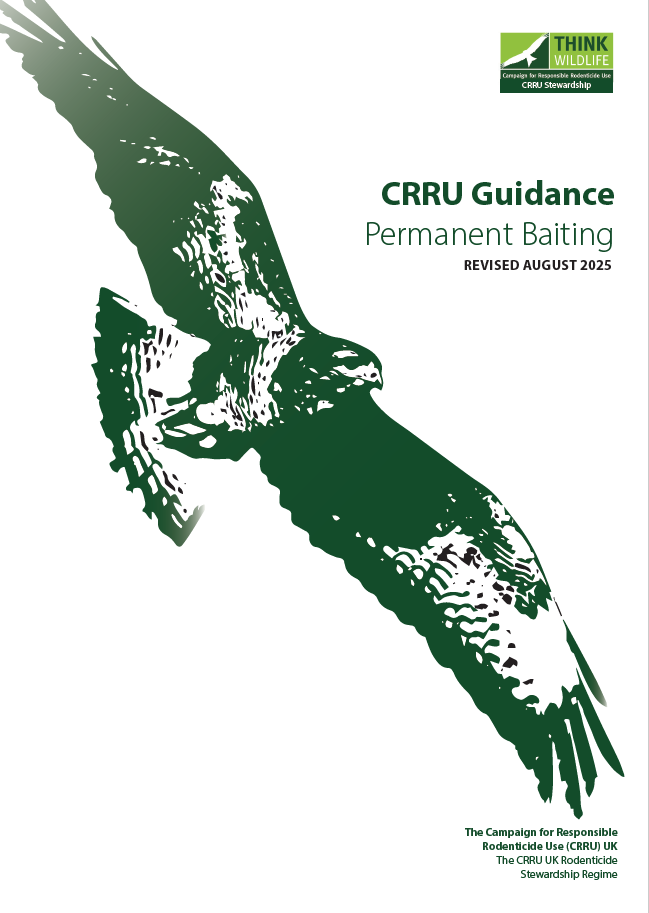 THINK
WILDLIFE
Campaign for Responsible Rodenticide Use
CRRU Stewardship
CRRU Guidance
Permanent Baiting
REVISED AUGUST 2025
The Campaign for Responsible
Rodenticide Use (CRRU) UK
The CRRU UK Rodenticide
Stewardship Regime